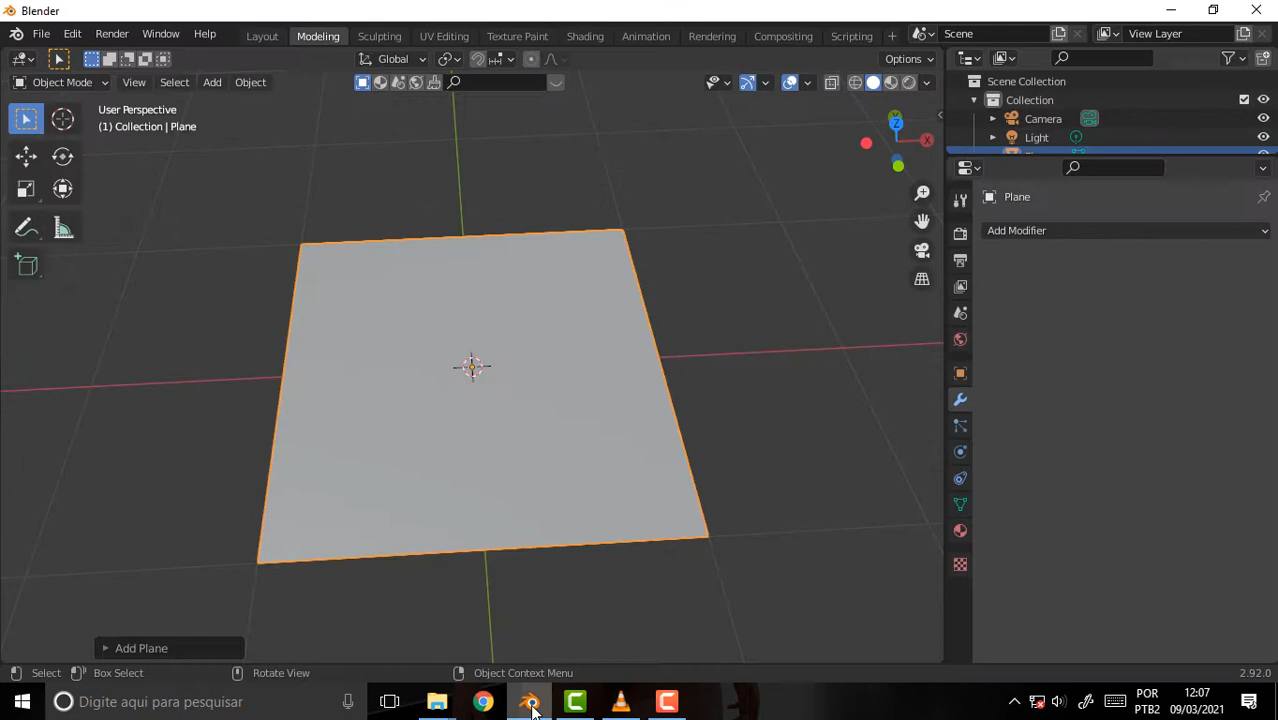 Blender
File Edit Render Window Help Layout Modeling Sculpting UV Editing Texture Paint Shading Animation Rendering Compositing Scripting + Scene View Layer
Global Options
Object Mode View Select Add Object
Scene Collection
Collection
Camera
Light
User Perspective
(1) Collection | Plane
Z X
Plane
Add Modifier
Add Plane
Select Box Select Rotate View Object Context Menu 2.92.0
Digite aqui para pesquisar
POR
PTB2
12:07
09/03/2021